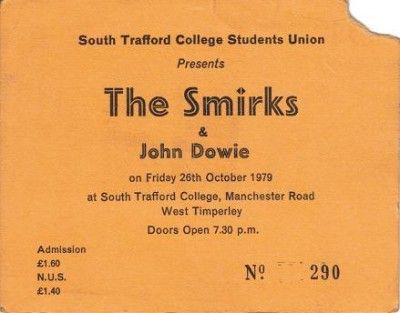 South Trafford College Students Union
Presents
The Smirks
&
John Dowie
on Friday 26th October 1979
at South Trafford College, Manchester Road
West Timperley
Doors Open 7.30 p.m.
Admission
£1.60
N.U.S.
£1.40
Nº 290